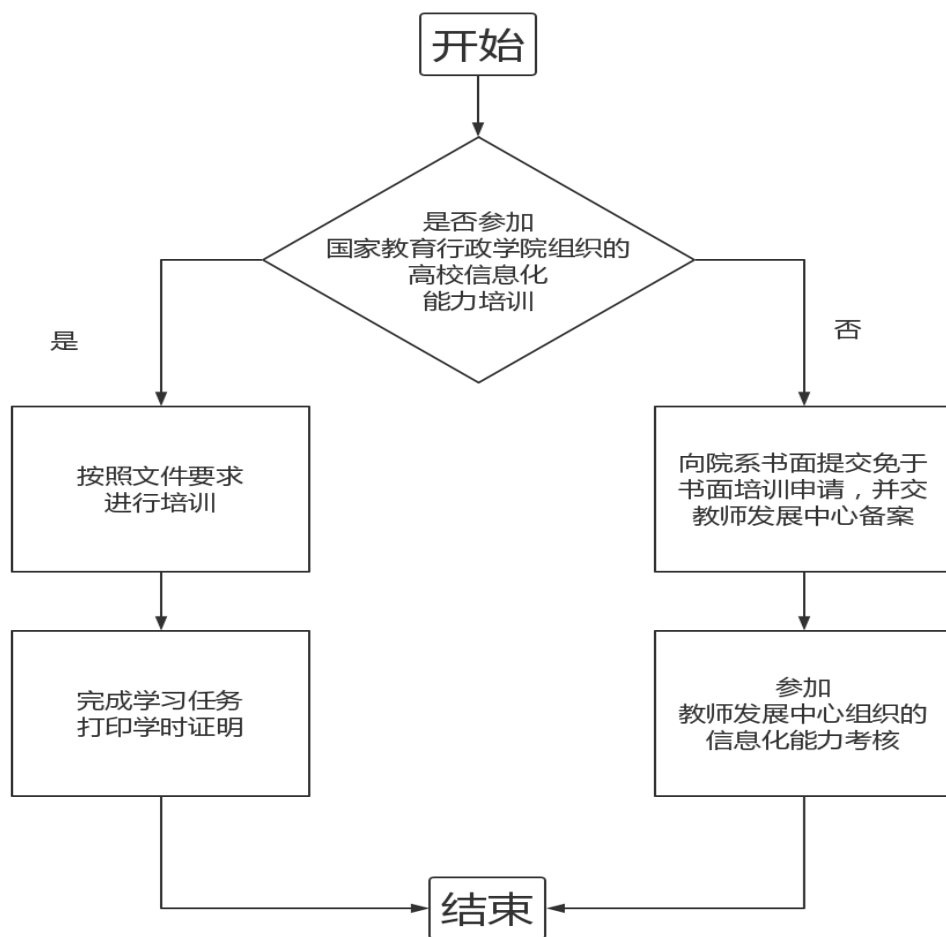 开始
是否参加
国家教育行政学院组织的
高校信息化
能力培训
是
否
按照文件要求
进行培训
向院系书面提交免于
书面培训申请，并交
教师发展中心备案
完成学习任务
打印学时证明
参加
教师发展中心组织的
信息化能力考核
结束